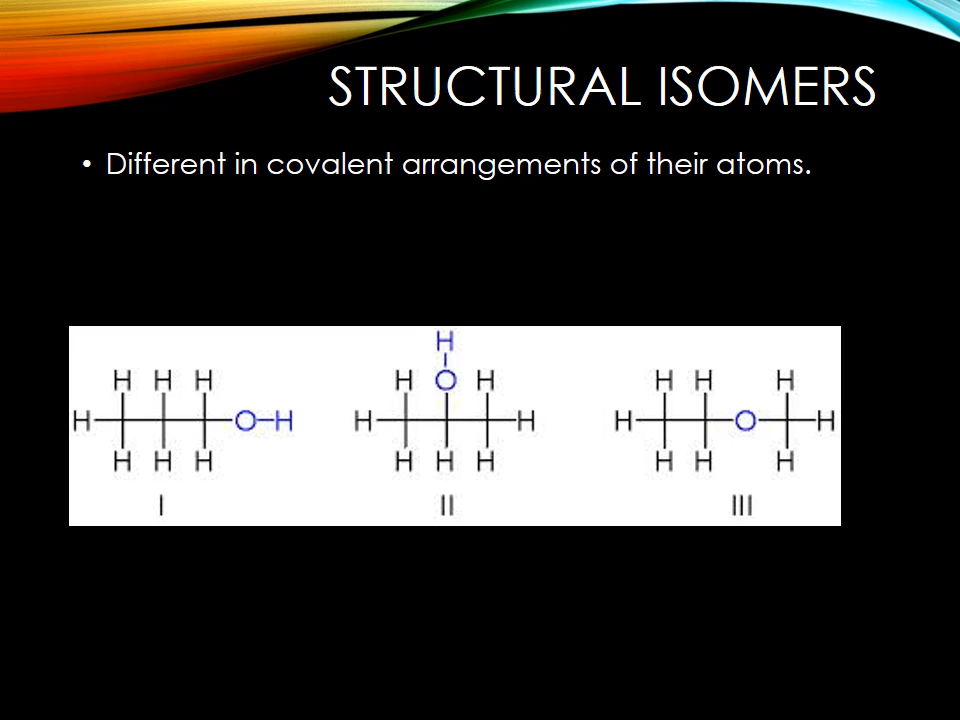 STRUCTURAL ISOMERS
• Different in covalent arrangements of their atoms.
H
H H H H O H H H H
H O–H H H H O H
H H H H H H H H H
I II III